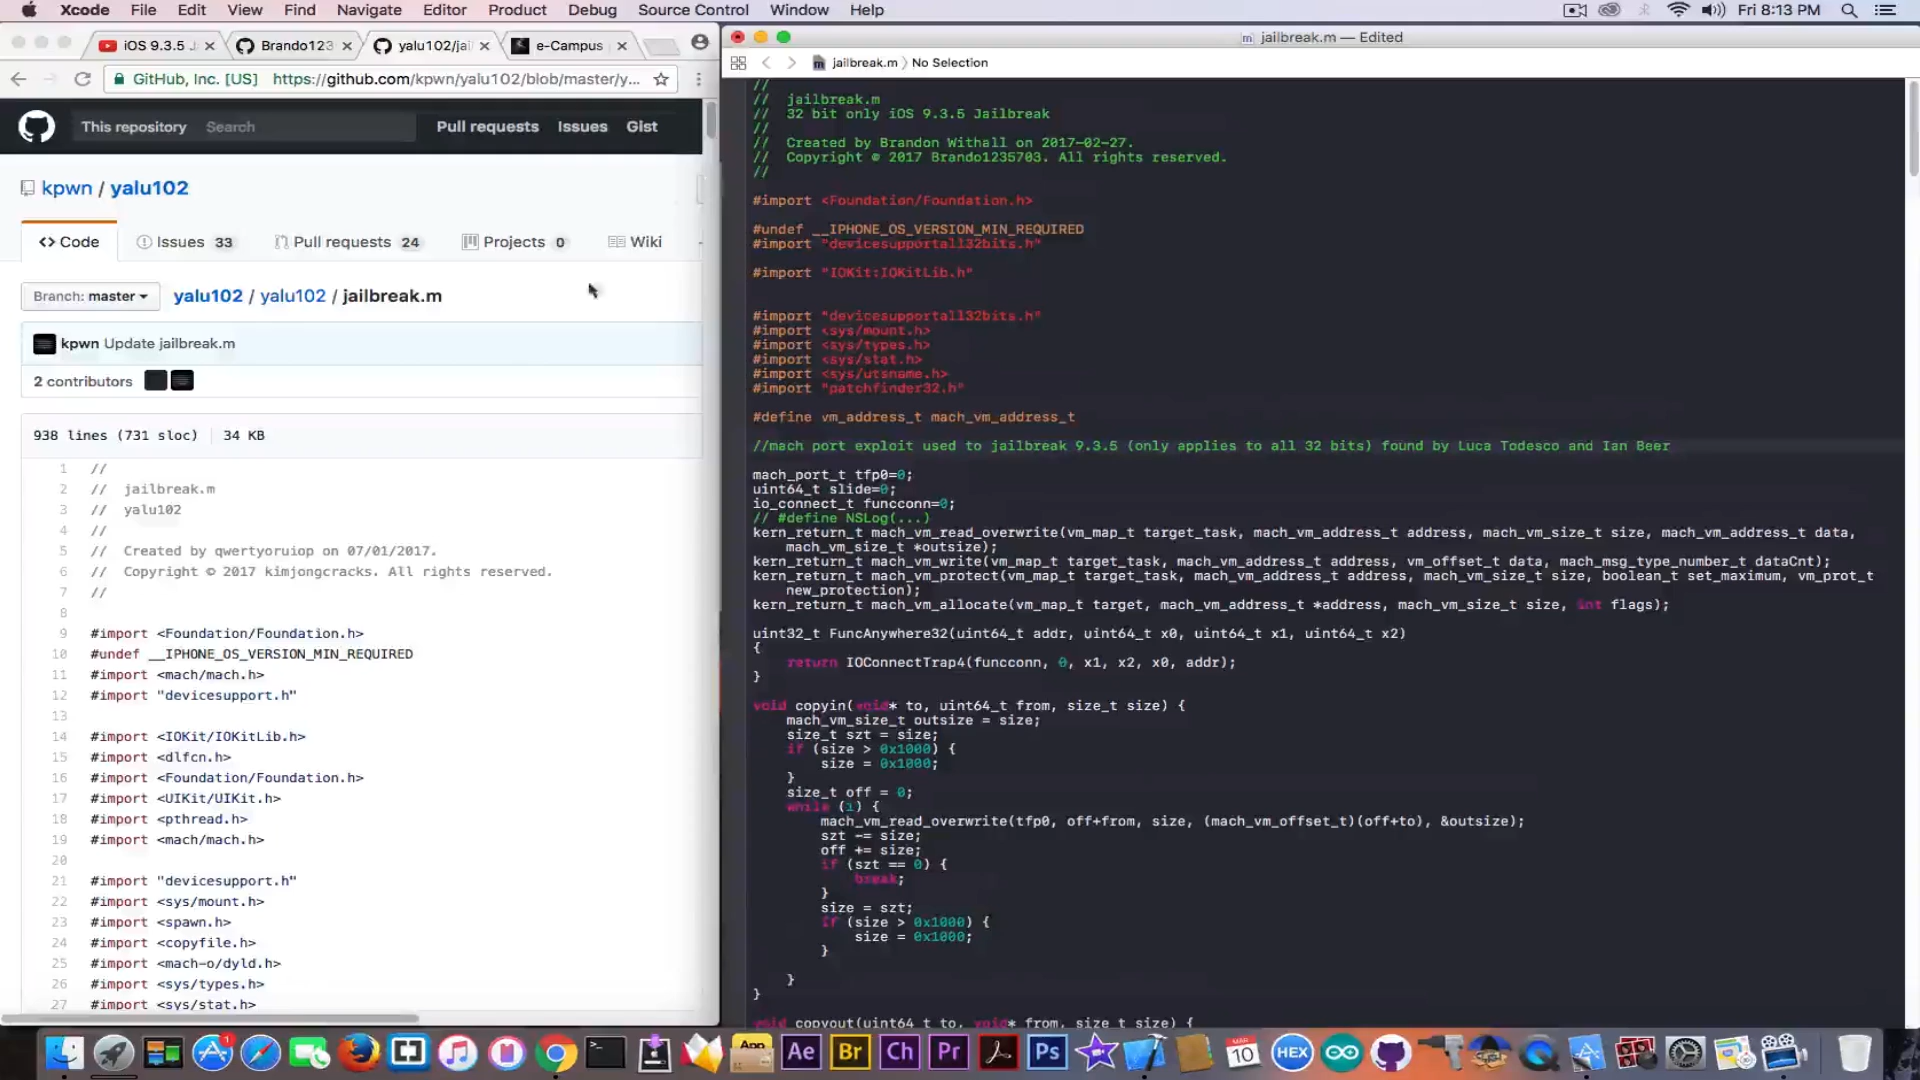 Xcode File Edit View Find Navigate Editor Product Debug Source Control Window Help Fri 8:13 PM
iOS 9.3.5 J
Brando123
yalu102/jai
e-Campus
GitHub, Inc. [US] https://github.com/kpwn/yalu102/blob/master/y...
This repository Search Pull requests Issues Gist
kpwn / yalu102
Code Issues 33 Pull requests 24 Projects 0 Wiki
Branch: master yalu102 / yalu102 / jailbreak.m
kpwn Update jailbreak.m
2 contributors
938 lines (731 sloc) 34 KB
1 //
2 // jailbreak.m
3 // yalu102
4 //
5 // Created by qwertyoruiop on 07/01/2017.
6 // Copyright © 2017 kimjongcracks. All rights reserved.
7 //
8
9 #import <Foundation/Foundation.h>
10 #undef __IPHONE_OS_VERSION_MIN_REQUIRED
11 #import <mach/mach.h>
12 #import "devicesupport.h"
13
14 #import <IOKit/IOKitLib.h>
15 #import <dlfcn.h>
16 #import <Foundation/Foundation.h>
17 #import <UIKit/UIKit.h>
18 #import <pthread.h>
19 #import <mach/mach.h>
20
21 #import "devicesupport.h"
22 #import <sys/mount.h>
23 #import <spawn.h>
24 #import <copyfile.h>
25 #import <mach-o/dyld.h>
26 #import <sys/types.h>
27 #import <sys/stat.h>
jailbreak.m — Edited
jailbreak.m No Selection
//
// jailbreak.m
// 32 bit only iOS 9.3.5 Jailbreak
//
// Created by Brandon Withall on 2017-02-27.
// Copyright © 2017 Brando1235703. All rights reserved.
//
#import <Foundation/Foundation.h>
#undef __IPHONE_OS_VERSION_MIN_REQUIRED
#import "devicesupportall32bits.h"
#import "IOKit:IOKitLib.h"
#import "devicesupportall32bits.h"
#import <sys/mount.h>
#import <sys/types.h>
#import <sys/stat.h>
#import <sys/utsname.h>
#import "patchfinder32.h"
#define vm_address_t mach_vm_address_t
//mach port exploit used to jailbreak 9.3.5 (only applies to all 32 bits) found by Luca Todesco and Ian Beer
mach_port_t tfp0=0;
uint64_t slide=0;
io_connect_t funcconn=0;
// #define NSLog(...)
kern_return_t mach_vm_read_overwrite(vm_map_t target_task, mach_vm_address_t address, mach_vm_size_t size, mach_vm_address_t data,
mach_vm_size_t *outsize);
kern_return_t mach_vm_write(vm_map_t target_task, mach_vm_address_t address, vm_offset_t data, mach_msg_type_number_t dataCnt);
kern_return_t mach_vm_protect(vm_map_t target_task, mach_vm_address_t address, mach_vm_size_t size, boolean_t set_maximum, vm_prot_t
new_protection);
kern_return_t mach_vm_allocate(vm_map_t target, mach_vm_address_t *address, mach_vm_size_t size, int flags);
uint32_t FuncAnywhere32(uint64_t addr, uint64_t x0, uint64_t x1, uint64_t x2)
{
return IOConnectTrap4(funcconn, 0, x1, x2, x0, addr);
}
void copyin(void* to, uint64_t from, size_t size) {
mach_vm_size_t outsize = size;
size_t szt = size;
if (size > 0x1000) {
size = 0x1000;
}
size_t off = 0;
while (1) {
mach_vm_read_overwrite(tfp0, off+from, size, (mach_vm_offset_t)(off+to), &outsize);
szt -= size;
off += size;
if (szt == 0) {
break;
}
size = szt;
if (size > 0x1000) {
size = 0x1000;
}
}
}
void copyout(uint64_t to, void* from, size_t size) {
1 App Ae Br Ch Pr Ps MAR 10 HEX